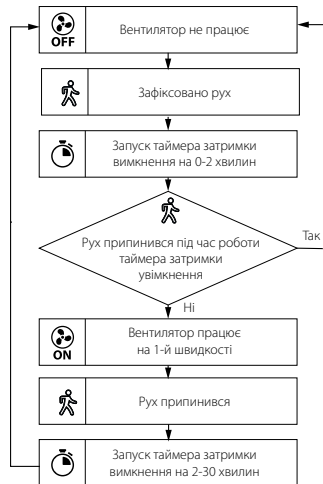 OFF
Вентилятор не працює
Зафіксовано рух
Запуск таймера затримки
вимкнення на 0-2 хвилин
Рух припинився під час роботи
таймера затримки
увімкнення
Так
Ні
ON
Вентилятор працює
на 1-й швидкості
Рух припинився
Запуск таймера затримки
вимкнення на 2-30 хвилин